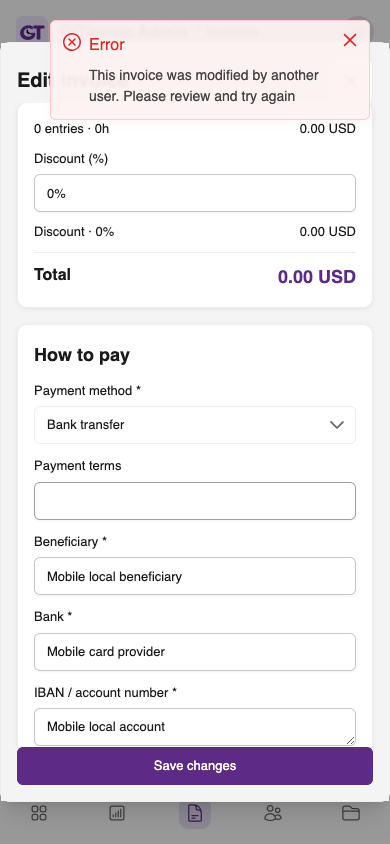 GT
Error
This invoice was modified by another
user. Please review and try again
Edit
0 entries · 0h
0.00 USD
Discount (%)
0%
Discount · 0%
0.00 USD
Total
0.00 USD
How to pay
Payment method *
Bank transfer
Payment terms
Beneficiary *
Mobile local beneficiary
Bank *
Mobile card provider
IBAN / account number *
Mobile local account
Save changes